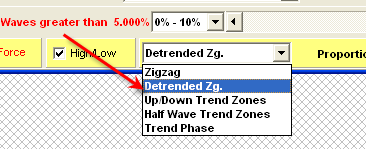 Waves greater than 5.000% 0% - 10%
Force High/Low Detrended Zg. Proportio
Zigzag
Detrended Zg.
Up/Down Trend Zones
Half Wave Trend Zones
Trend Phase